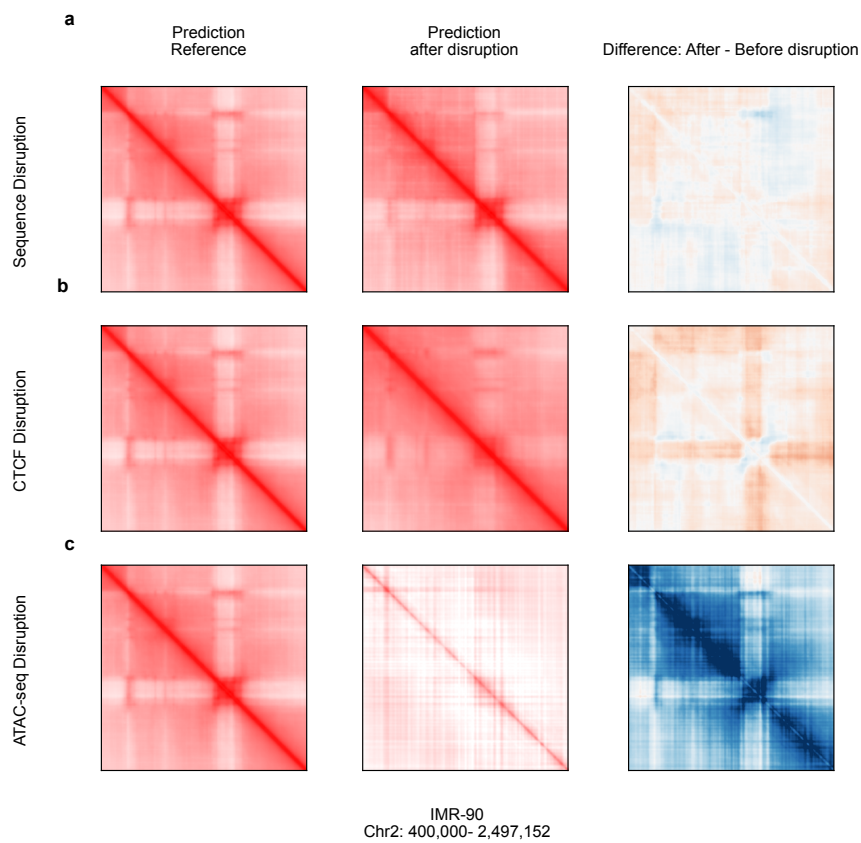 a
Prediction
Reference
Prediction
after disruption
Difference: After - Before disruption
Sequence Disruption
b
CTCF Disruption
c
ATAC-seq Disruption
IMR-90
Chr2: 400,000- 2,497,152